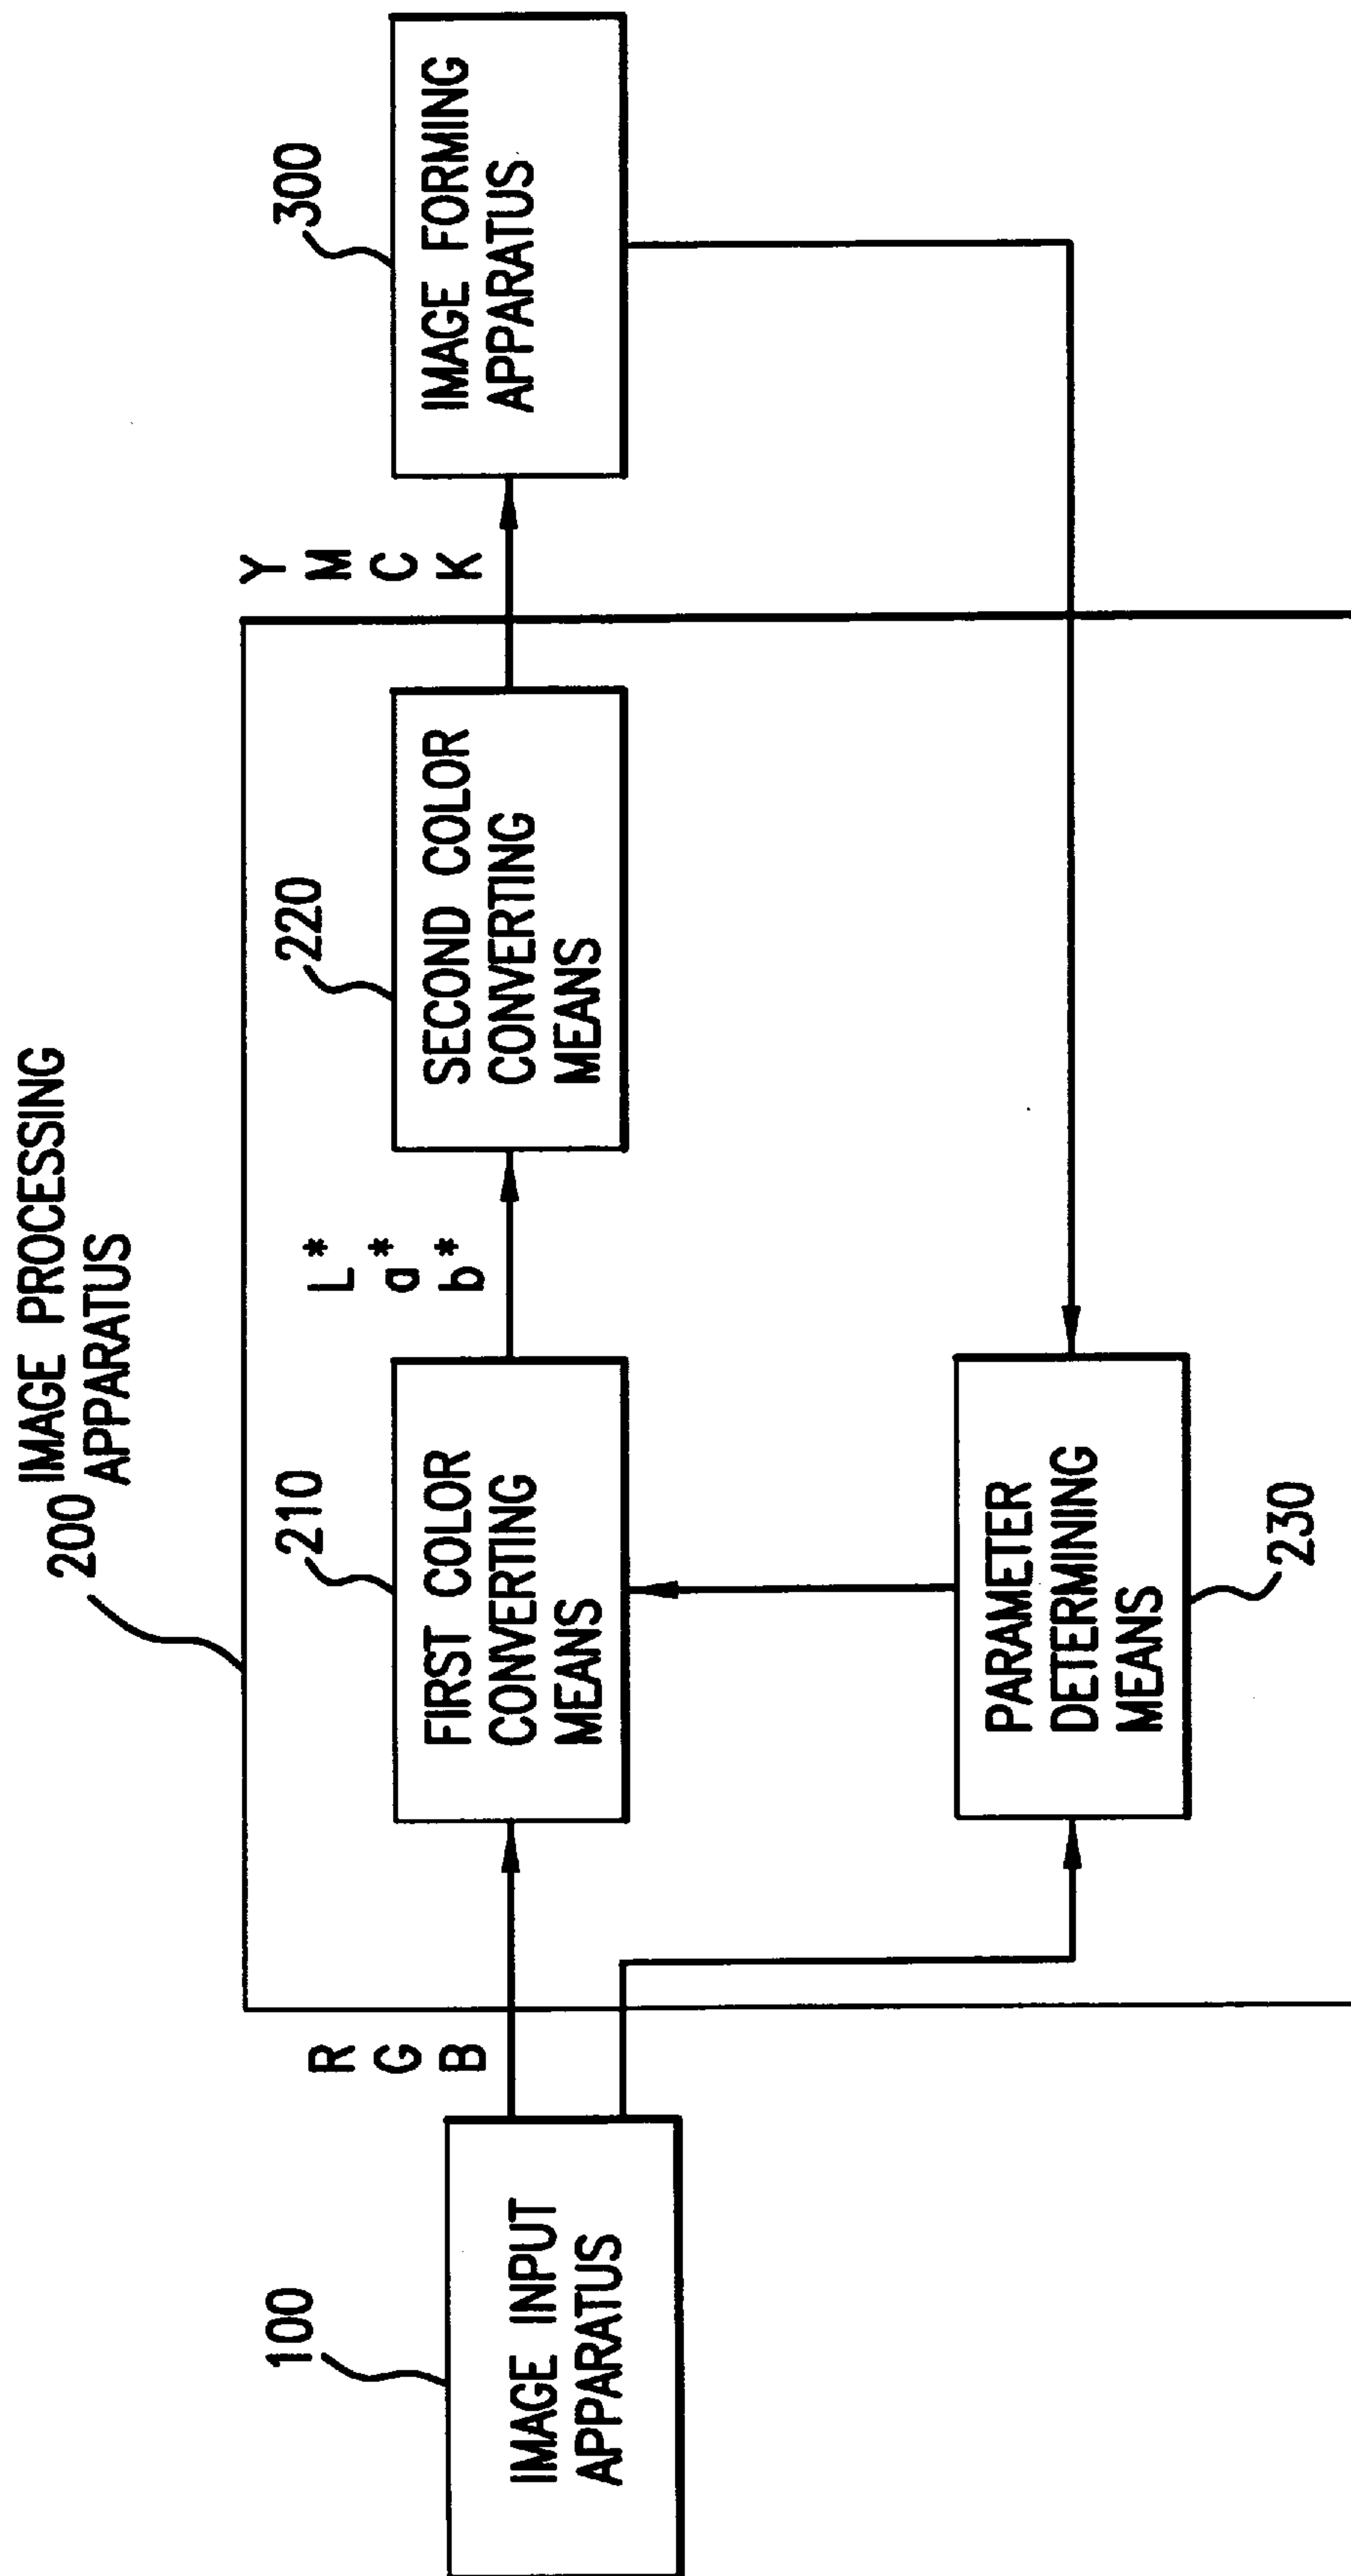 IMAGE PROCESSING
APPARATUS
200
100
IMAGE INPUT
APPARATUS
R
G
B
210
FIRST COLOR
CONVERTING
MEANS
L*
a*
b*
220
SECOND COLOR
CONVERTING
MEANS
Y
M
C
K
300
IMAGE FORMING
APPARATUS
PARAMETER
DETERMINING
MEANS
230